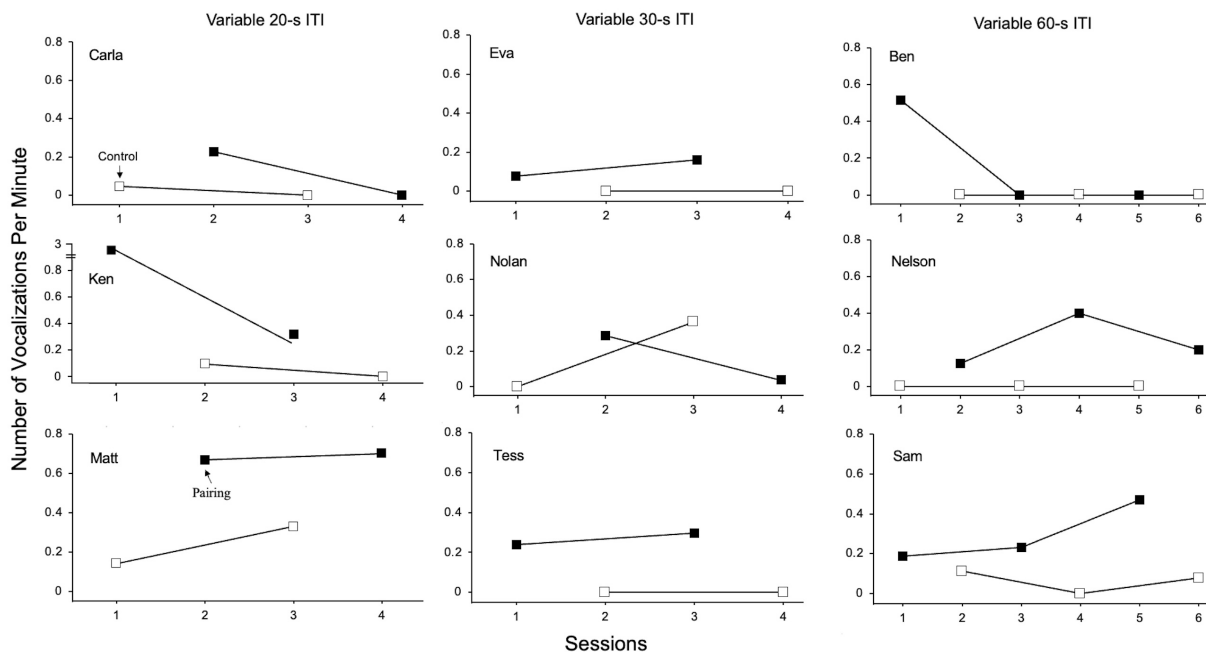 Variable 20-s ITI
Variable 30-s ITI
Variable 60-s ITI
Number of Vocalizations Per Minute
Carla
0.8
0.6
0.4
0.2
0
Control
1 2 3 4
Eva
0.8
0.6
0.4
0.2
0
1 2 3 4
Ben
0.8
0.6
0.4
0.2
0
1 2 3 4 5 6
Ken
3
0.8
0.6
0.4
0.2
0
1 2 3 4
Nolan
0.8
0.6
0.4
0.2
0
1 2 3 4
Nelson
0.8
0.6
0.4
0.2
0
1 2 3 4 5 6
Matt
0.8
0.6
0.4
0.2
0
Pairing
1 2 3 4
Tess
0.8
0.6
0.4
0.2
0
1 2 3 4
Sam
0.8
0.6
0.4
0.2
0
1 2 3 4 5 6
Sessions